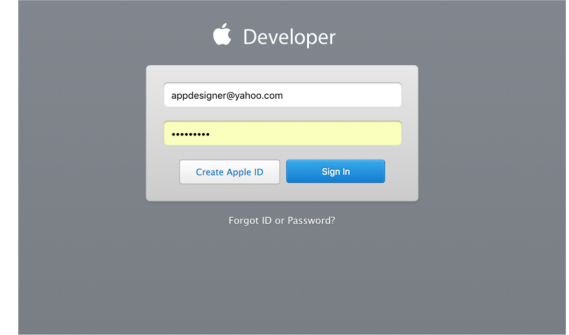 Developer
appdesigner@yahoo.com
•••••••••
Create Apple ID
Sign In
Forgot ID or Password?